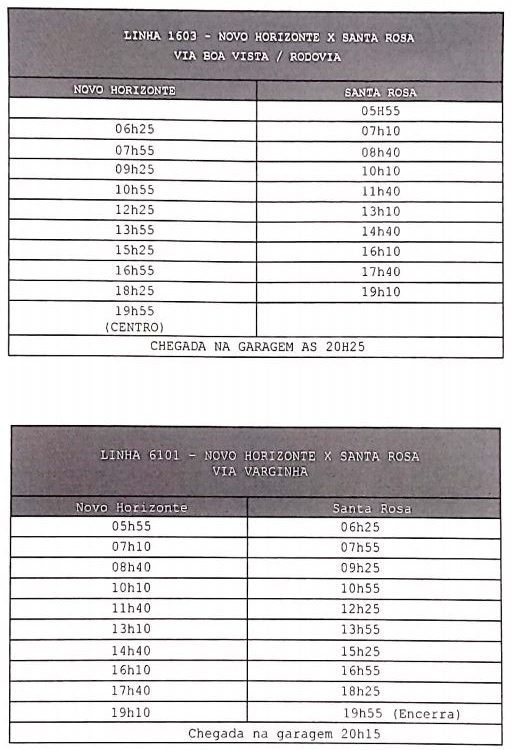 LINHA 1603 - NOVO HORIZONTE X SANTA ROSA
VIA BOA VISTA / RODOVIA
NOVO HORIZONTE SANTA ROSA
05H55
06h25 07h10
07h55 08h40
09h25 10h10
10h55 11h40
12h25 13h10
13h55 14h40
15h25 16h10
16h55 17h40
18h25 19h10
19h55
(CENTRO)
CHEGADA NA GARAGEM AS 20H25
LINHA 6101 - NOVO HORIZONTE X SANTA ROSA
VIA VARGINHA
Novo Horizonte Santa Rosa
05h55 06h25
07h10 07h55
08h40 09h25
10h10 10h55
11h40 12h25
13h10 13h55
14h40 15h25
16h10 16h55
17h40 18h25
19h10 19h55 (Encerra)
Chegada na garagem 20h15